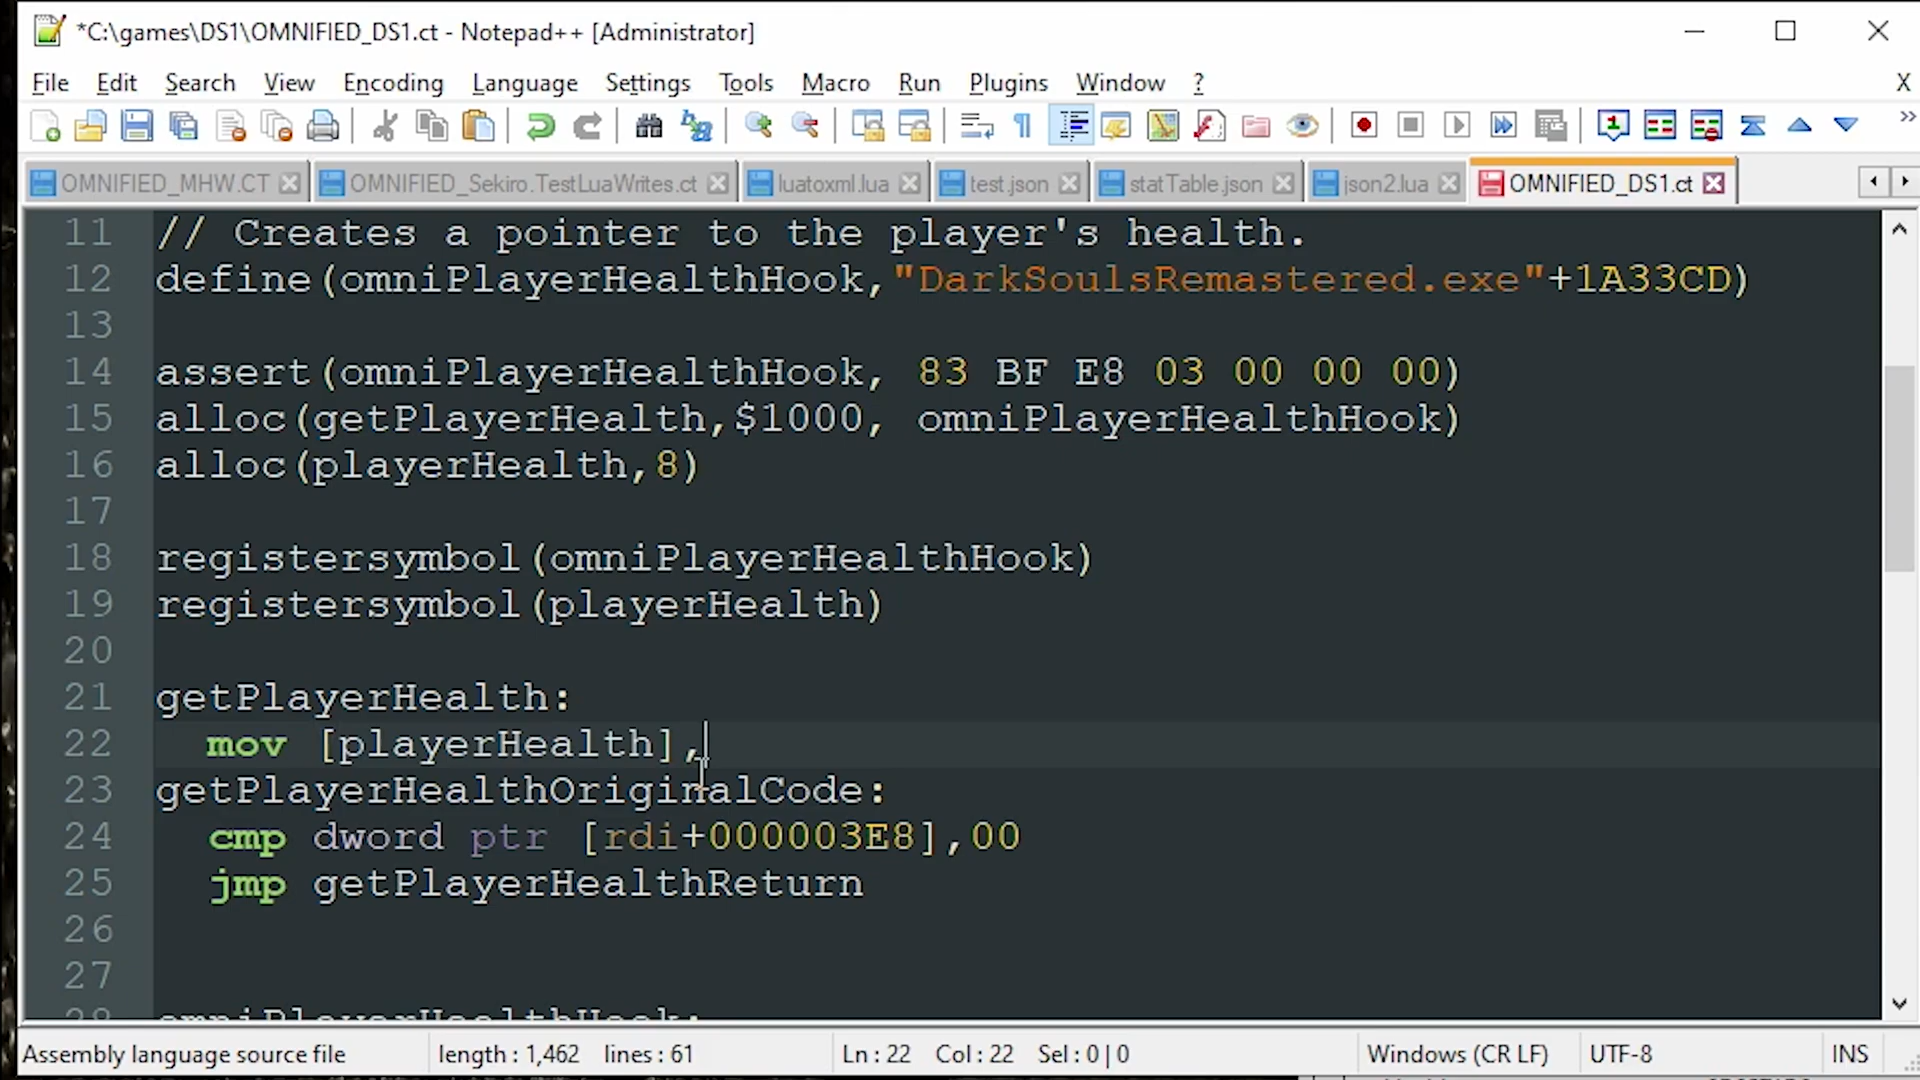 *C:\games\DS1\OMNIFIED_DS1.ct - Notepad++ [Administrator]
File Edit Search View Encoding Language Settings Tools Macro Run Plugins Window ? X
OMNIFIED_MHW.CT OMNIFIED_Sekiro.TestLuaWrites.ct luatoxml.lua test.json statTable.json json2.lua OMNIFIED_DS1.ct
11 // Creates a pointer to the player's health.
12 define(omniPlayerHealthHook,"DarkSoulsRemastered.exe"+1A33CD)
13
14 assert(omniPlayerHealthHook, 83 BF E8 03 00 00 00)
15 alloc(getPlayerHealth,$1000, omniPlayerHealthHook)
16 alloc(playerHealth,8)
17
18 registersymbol(omniPlayerHealthHook)
19 registersymbol(playerHealth)
20
21 getPlayerHealth:
22 mov [playerHealth],
23 getPlayerHealthOriginalCode:
24 cmp dword ptr [rdi+000003E8],00
25 jmp getPlayerHealthReturn
26
27
28 omniPlayerHealthHook:
Assembly language source file length : 1,462 lines : 61 Ln : 22 Col : 22 Sel : 0 | 0 Windows (CR LF) UTF-8 INS